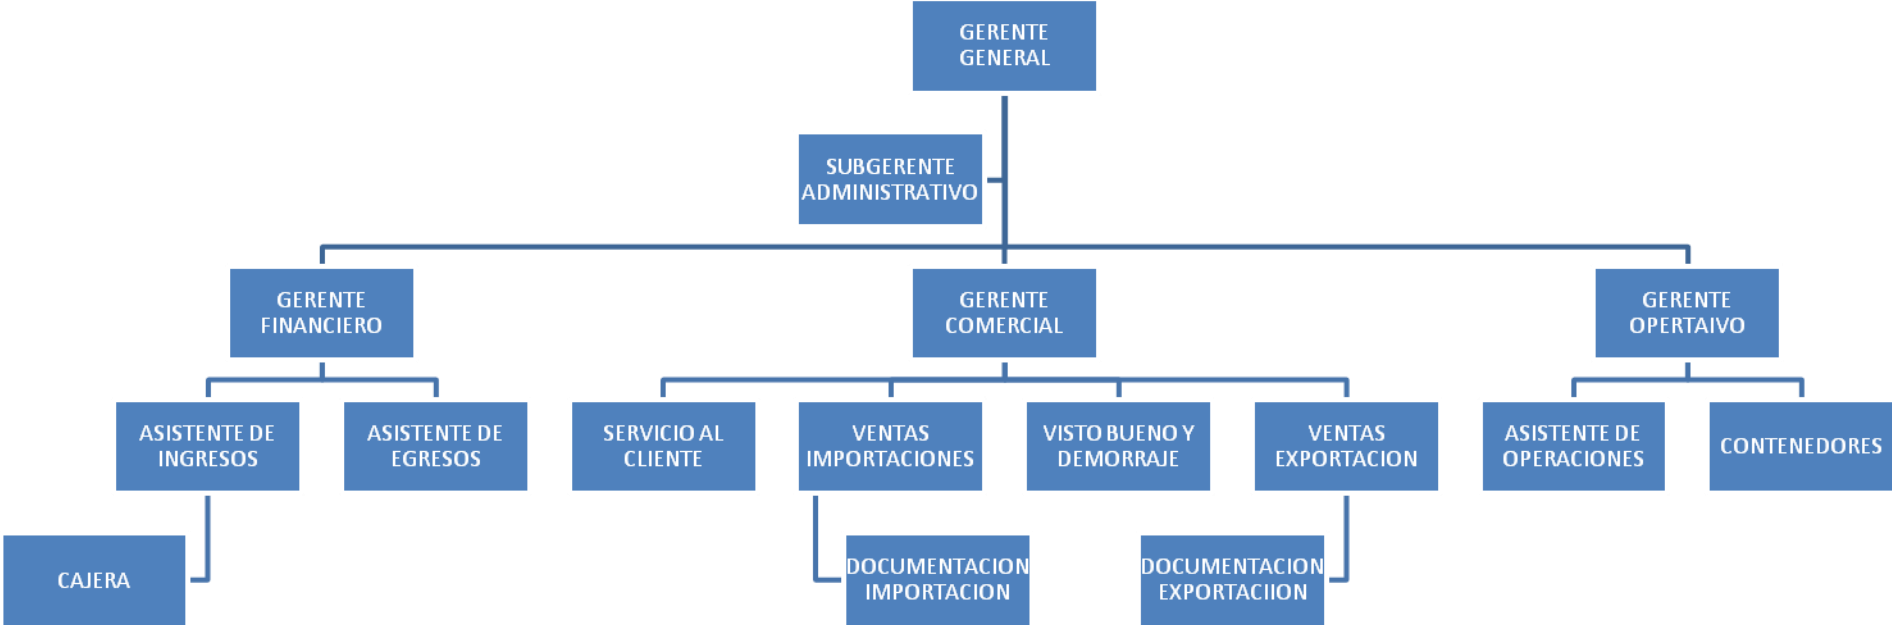 GERENTE
GENERAL
SUBGERENTE
ADMINISTRATIVO
GERENTE
FINANCIERO
GERENTE
COMERCIAL
GERENTE
OPERTAIVO
ASISTENTE DE
INGRESOS
ASISTENTE DE
EGRESOS
SERVICIO AL
CLIENTE
VENTAS
IMPORTACIONES
VISTO BUENO Y
DEMORRAJE
VENTAS
EXPORTACION
ASISTENTE DE
OPERACIONES
CONTENEDORES
CAJERA
DOCUMENTACION
IMPORTACION
DOCUMENTACION
EXPORTACIION